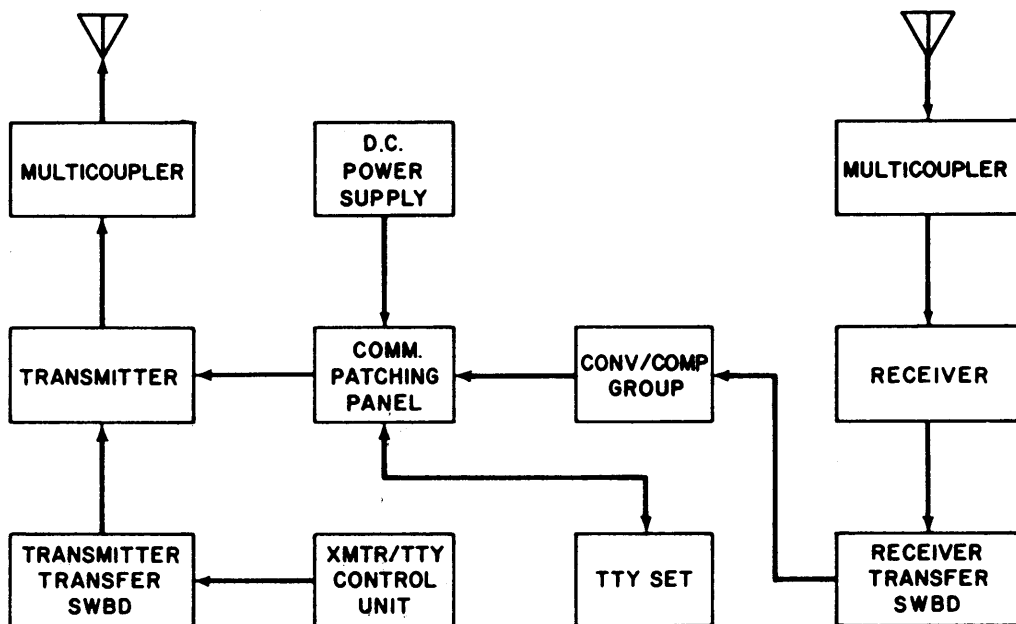 MULTICOUPLER
D.C.
POWER
SUPPLY
MULTICOUPLER
TRANSMITTER
COMM.
PATCHING
PANEL
CONV/COMP
GROUP
RECEIVER
TRANSMITTER
TRANSFER
SWBD
XMTR/TTY
CONTROL
UNIT
TTY SET
RECEIVER
TRANSFER
SWBD